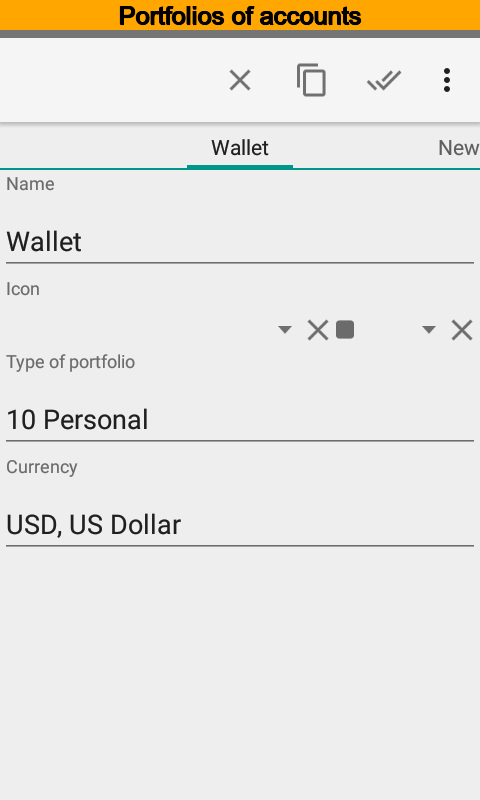 Portfolios of accounts
Wallet
New
Name
Wallet
Icon
Type of portfolio
10 Personal
Currency
USD, US Dollar